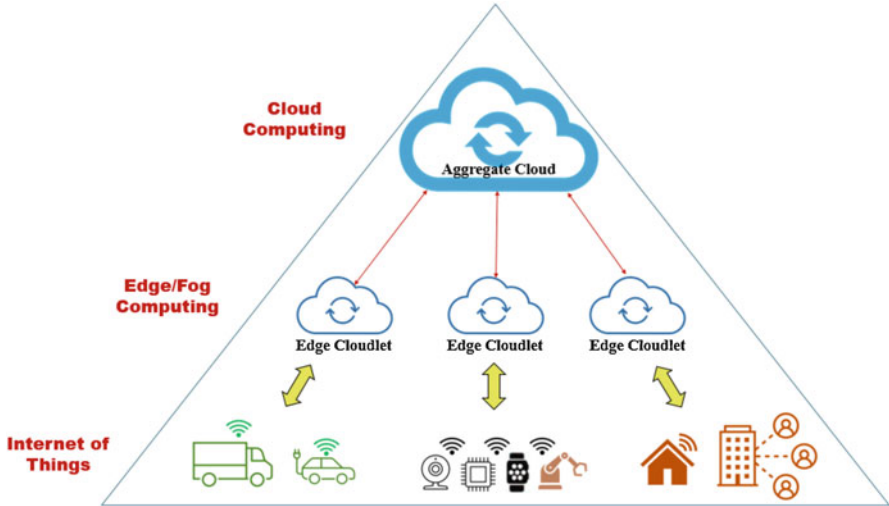 Cloud
Computing
Aggregate Cloud
Edge/Fog
Computing
Edge Cloudlet
Edge Cloudlet
Edge Cloudlet
Internet of
Things